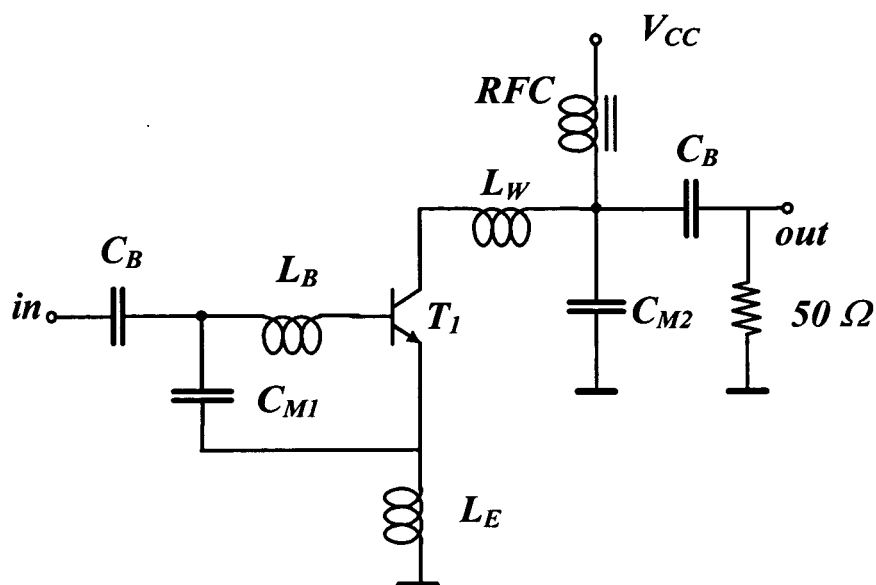 V_CC
RFC
C_B
L_W
out
C_B
L_B
in
T_1
C_M2
50 Ω
C_M1
L_E